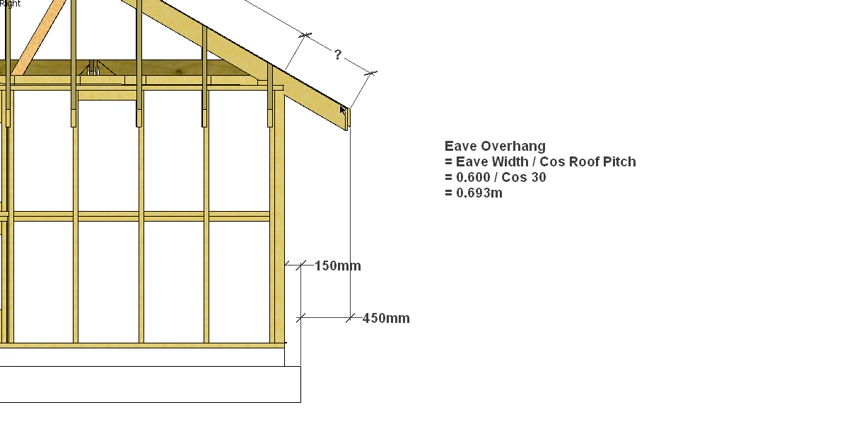 Right
?
Eave Overhang
= Eave Width / Cos Roof Pitch
= 0.600 / Cos 30
= 0.693m
150mm
450mm